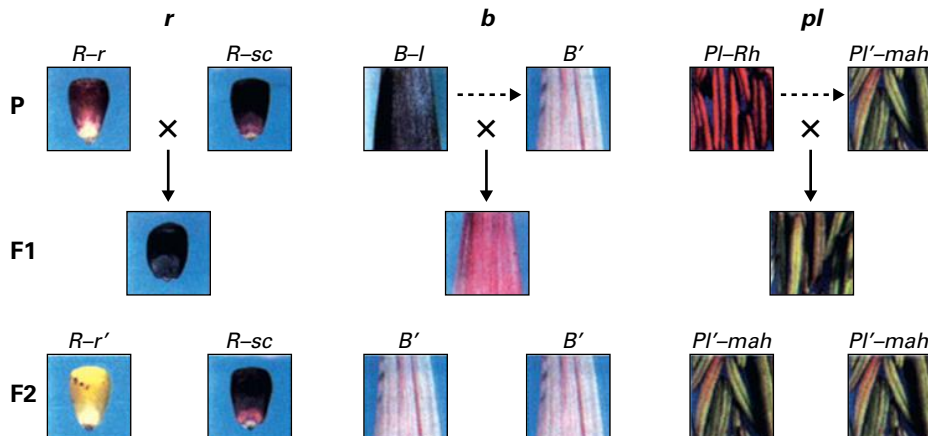 r b pl
R–r R–sc B–I B′ Pl–Rh Pl′–mah
P
F1
R–r′ R–sc B′ B′ Pl′–mah Pl′–mah
F2